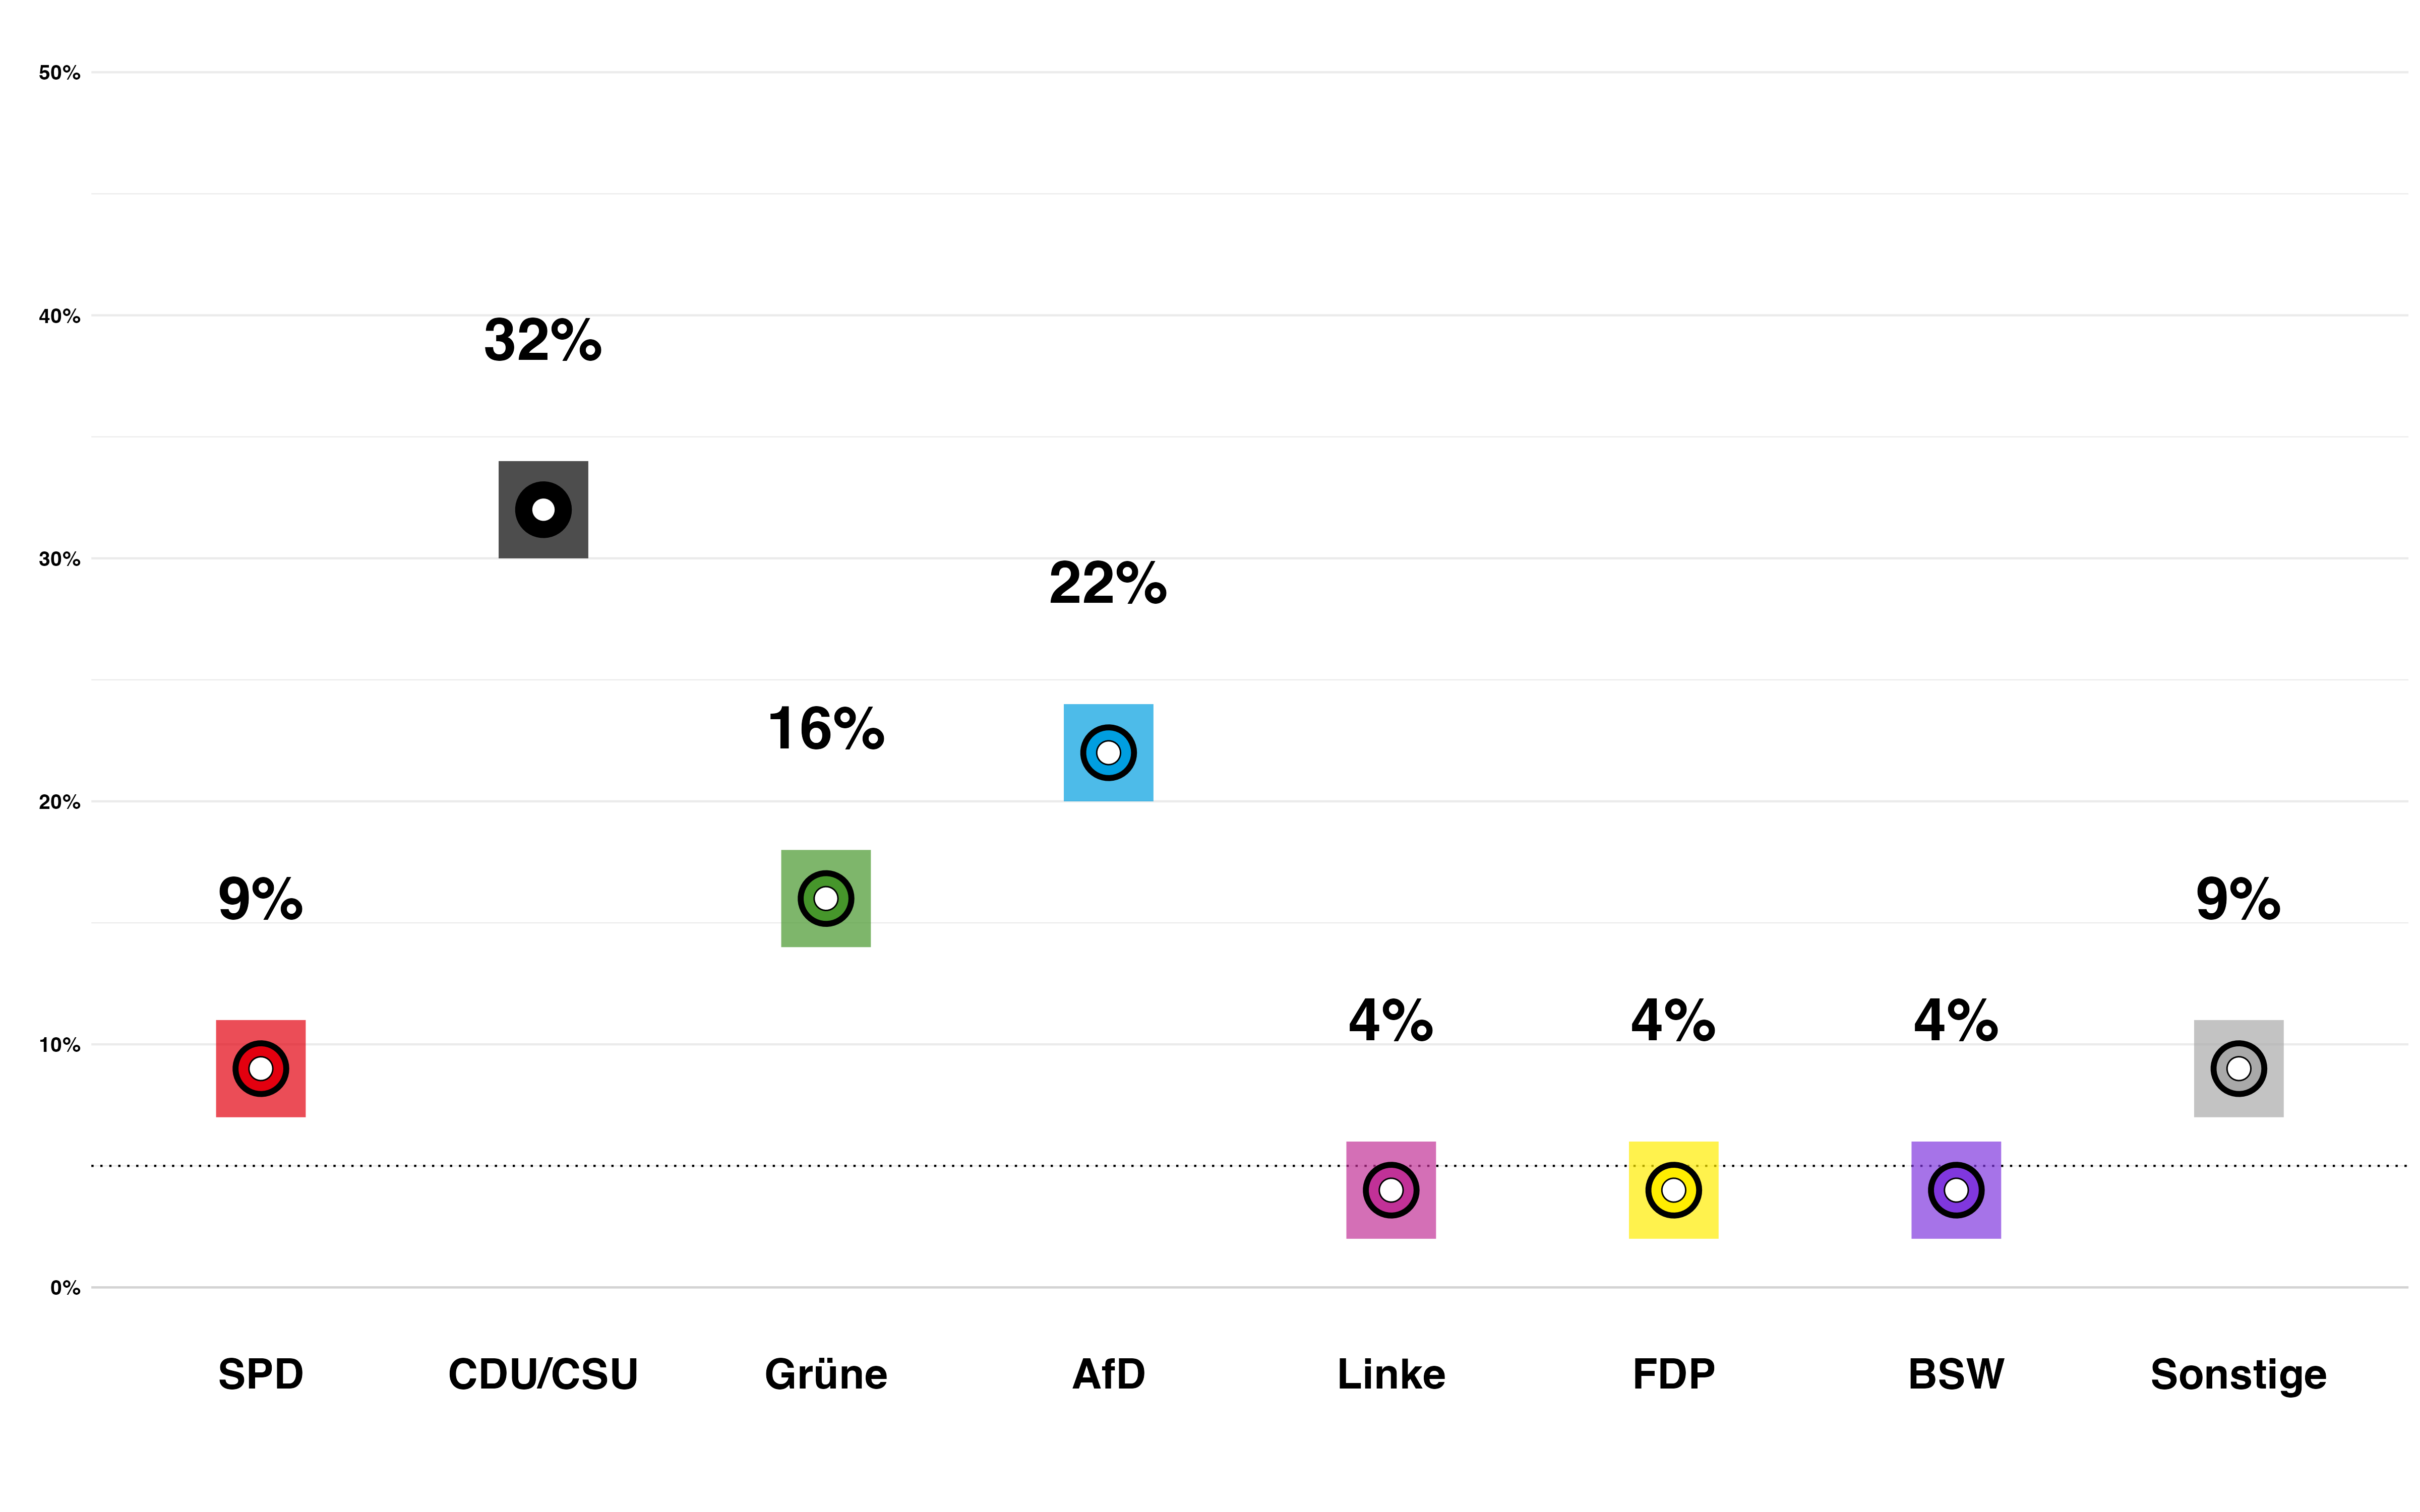 50%
40%
32%
30%
22%
16%
20%
9%
9%
4%
4%
4%
10%
0%
SPD
CDU/CSU
Grüne
AfD
Linke
FDP
BSW
Sonstige